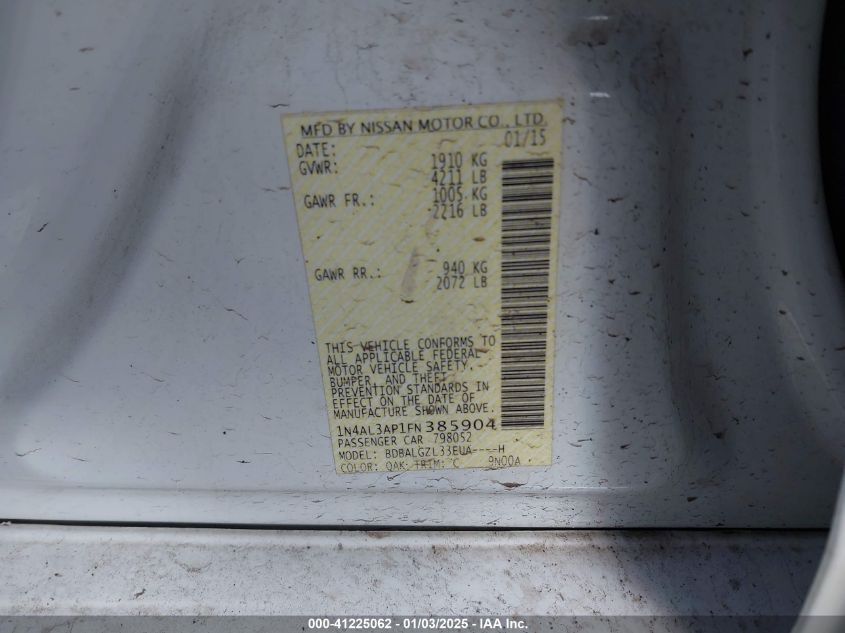 MFD BY NISSAN MOTOR CO., LTD.
DATE: 01/15
GVWR: 1910 KG
4211 LB
GAWR FR.: 1005 KG
2216 LB
GAWR RR.: 940 KG
2072 LB
THIS VEHICLE CONFORMS TO
ALL APPLICABLE FEDERAL
MOTOR VEHICLE SAFETY,
BUMPER, AND THEFT
PREVENTION STANDARDS IN
EFFECT ON THE DATE OF
MANUFACTURE SHOWN ABOVE.
1N4AL3AP1FN385904
PASSENGER CAR 798052
MODEL: BDBALGZL33EUA----H
COLOR: QAK TRIM: C 9N00A
000-41225062 - 01/03/2025 - IAAI.com